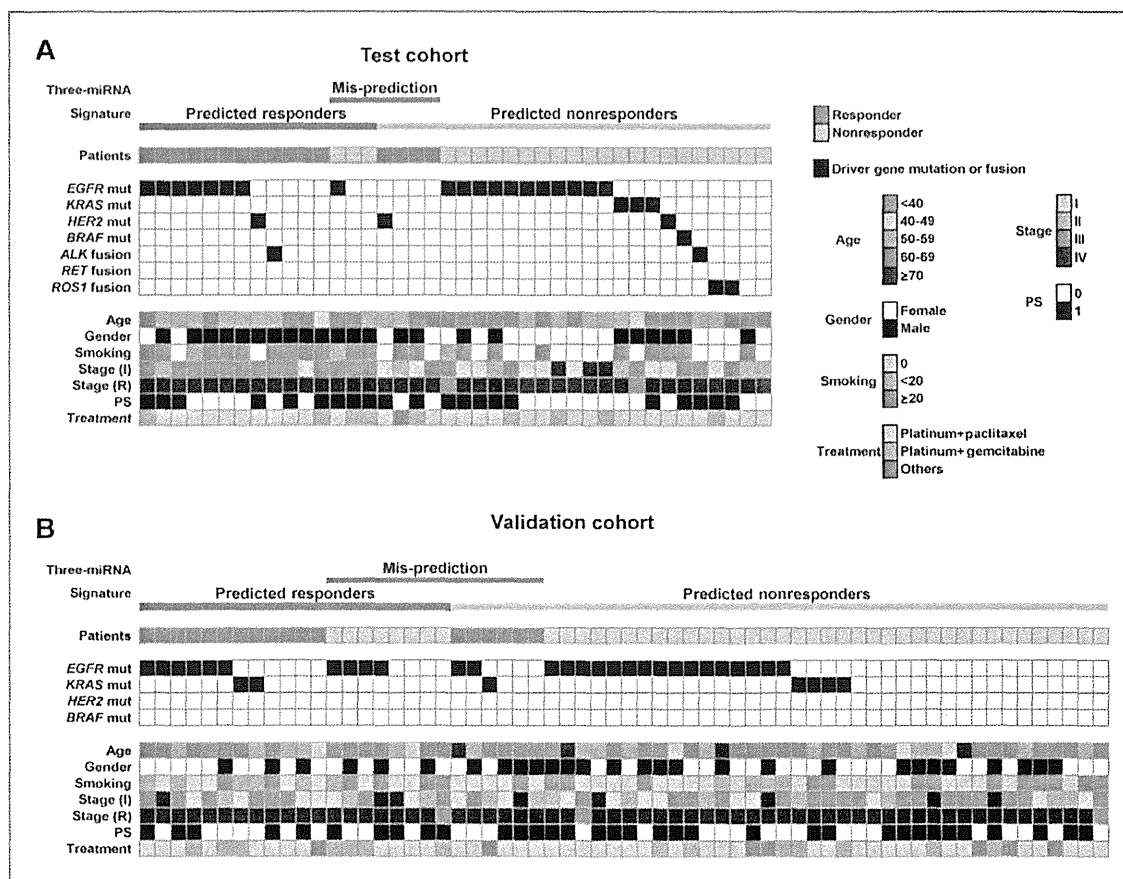 A
Test cohort
Three-miRNA
Signature
Mis-prediction
Predicted responders
Predicted nonresponders
Patients
EGFR mut
KRAS mut
HER2 mut
BRAF mut
ALK fusion
RET fusion
ROS1 fusion
Age
Gender
Smoking
Stage (I)
Stage (R)
PS
Treatment
Responder
Nonresponder
Driver gene mutation or fusion
Age
<40
40-49
50-59
60-69
≥70
Stage
I
II
III
IV
PS
0
1
Gender
Female
Male
Smoking
0
<20
≥20
Treatment
Platinum+paclitaxel
Platinum+gemcitabine
Others
B
Validation cohort
Three-miRNA
Signature
Mis-prediction
Predicted responders
Predicted nonresponders
Patients
EGFR mut
KRAS mut
HER2 mut
BRAF mut
Age
Gender
Smoking
Stage (I)
Stage (R)
PS
Treatment